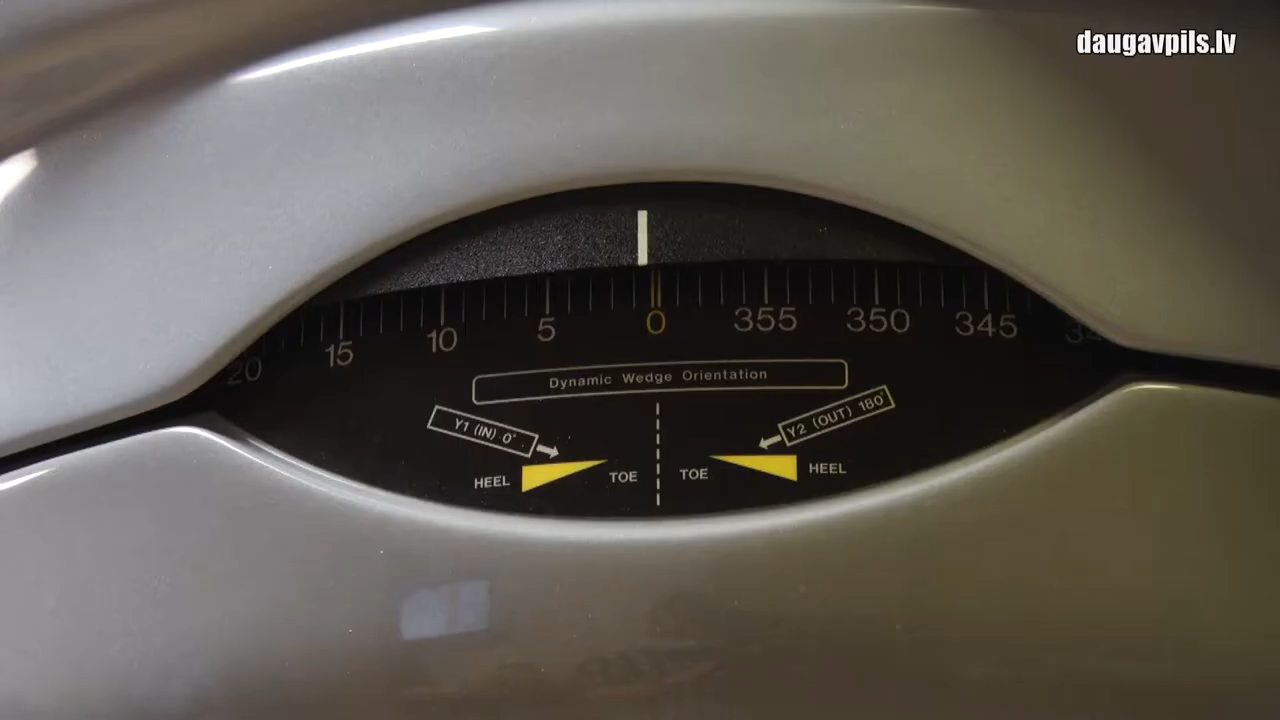 daugavpils.lv
20 15 10 5 0 355 350 345
Dynamic Wedge Orientation
Y1 (IN) 0° Y2 (OUT) 180°
HEEL TOE TOE HEEL